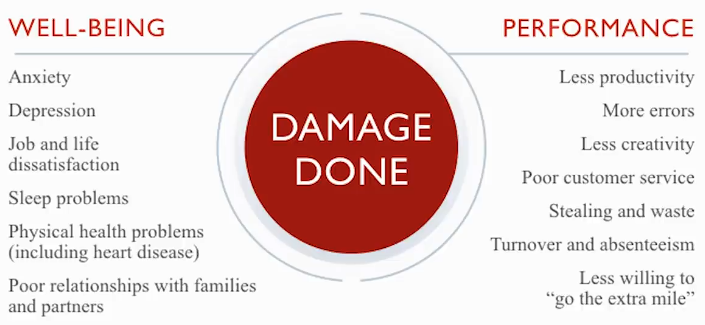 WELL-BEING
Anxiety
Depression
Job and life
dissatisfaction
Sleep problems
Physical health problems
(including heart disease)
Poor relationships with families
and partners
DAMAGE
DONE
PERFORMANCE
Less productivity
More errors
Less creativity
Poor customer service
Stealing and waste
Turnover and absenteeism
Less willing to
“go the extra mile”